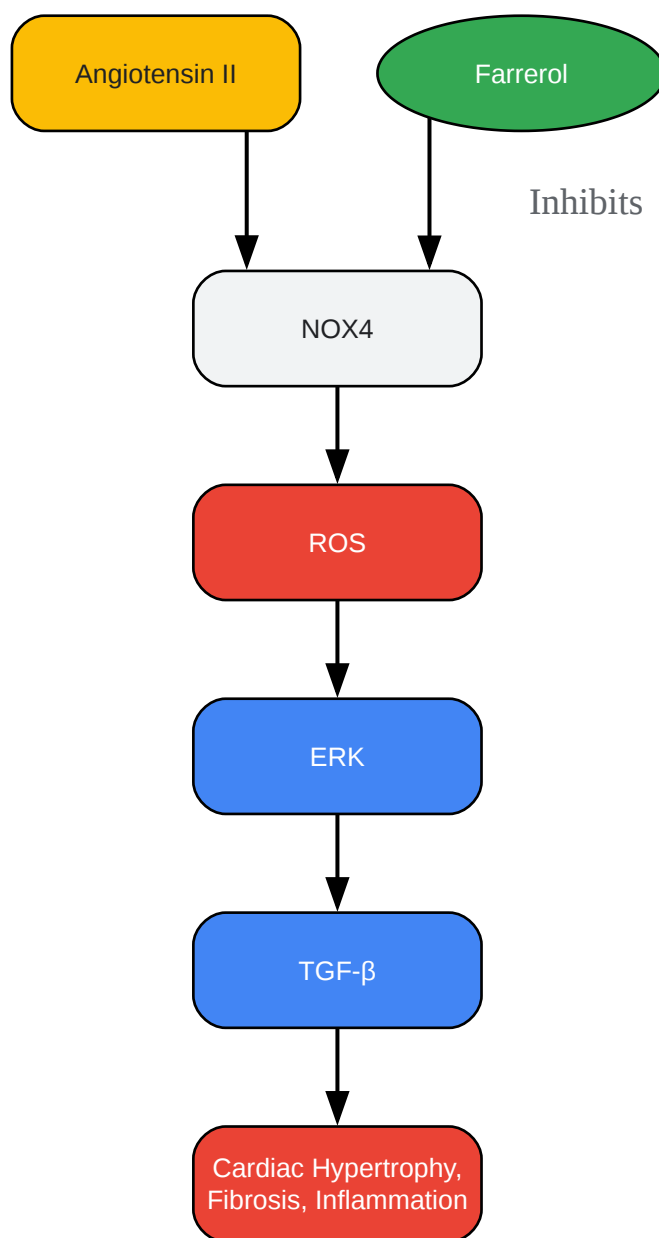 Angiotensin II
Farrerol
Inhibits
NOX4
ROS
ERK
TGF-β
Cardiac Hypertrophy,
Fibrosis, Inflammation